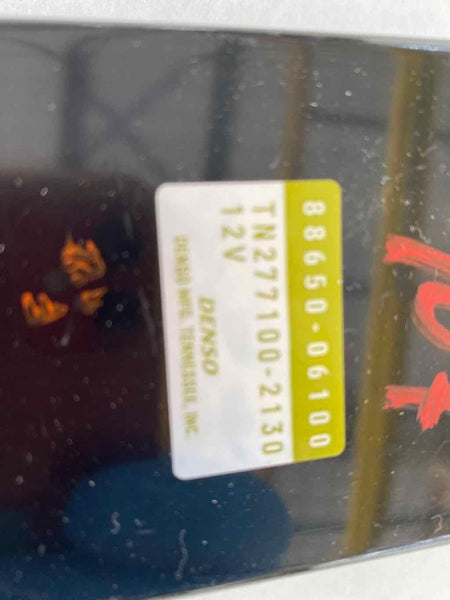 88650-06100
TN277100-2130
12V
DENSO
DENSO MFG. TENNESSEE, INC.